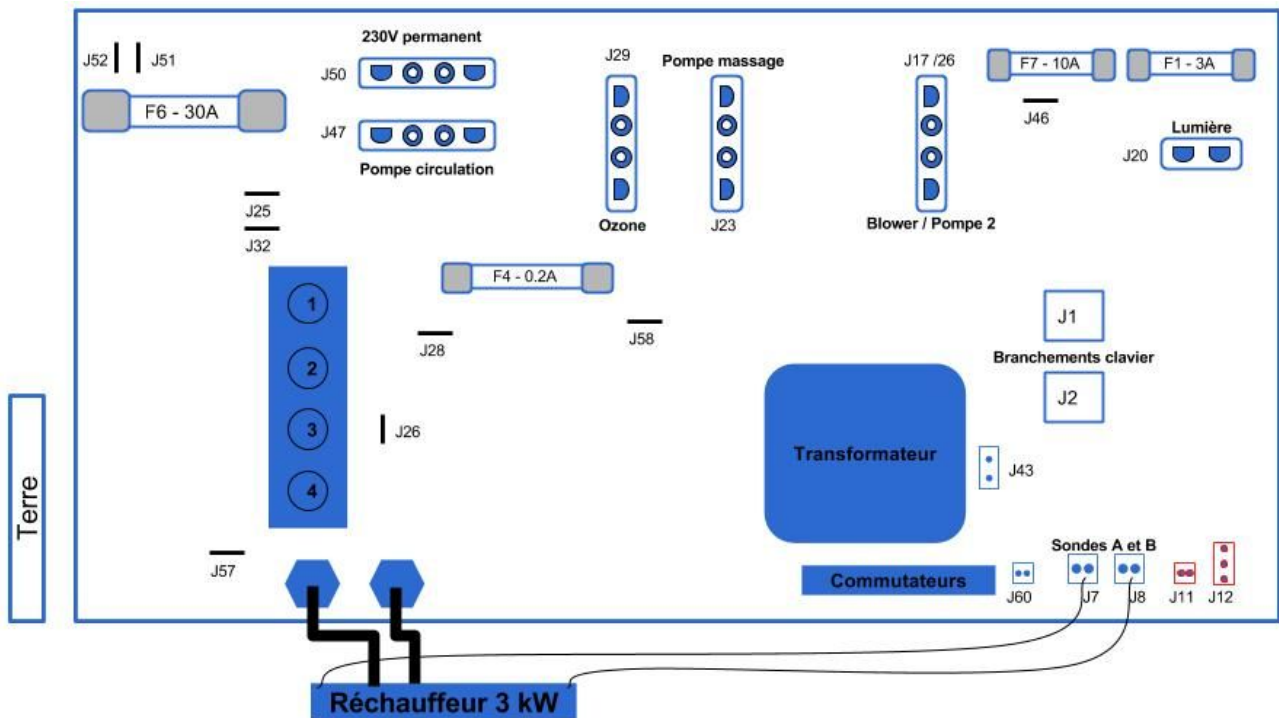 230V permanent
J29
Pompe massage
J17 /26
F7 - 10A
F1 - 3A
J52
J51
J50
F6 - 30A
J46
Lumière
J47
J20
Pompe circulation
J25
Ozone
J23
Blower / Pompe 2
J32
F4 - 0.2A
1
J1
J28
J58
Branchements clavier
2
J2
3
J26
Transformateur
J43
4
Terre
Sondes A et B
J57
Commutateurs
J60
J7
J8
J11
J12
Réchauffeur 3 kW